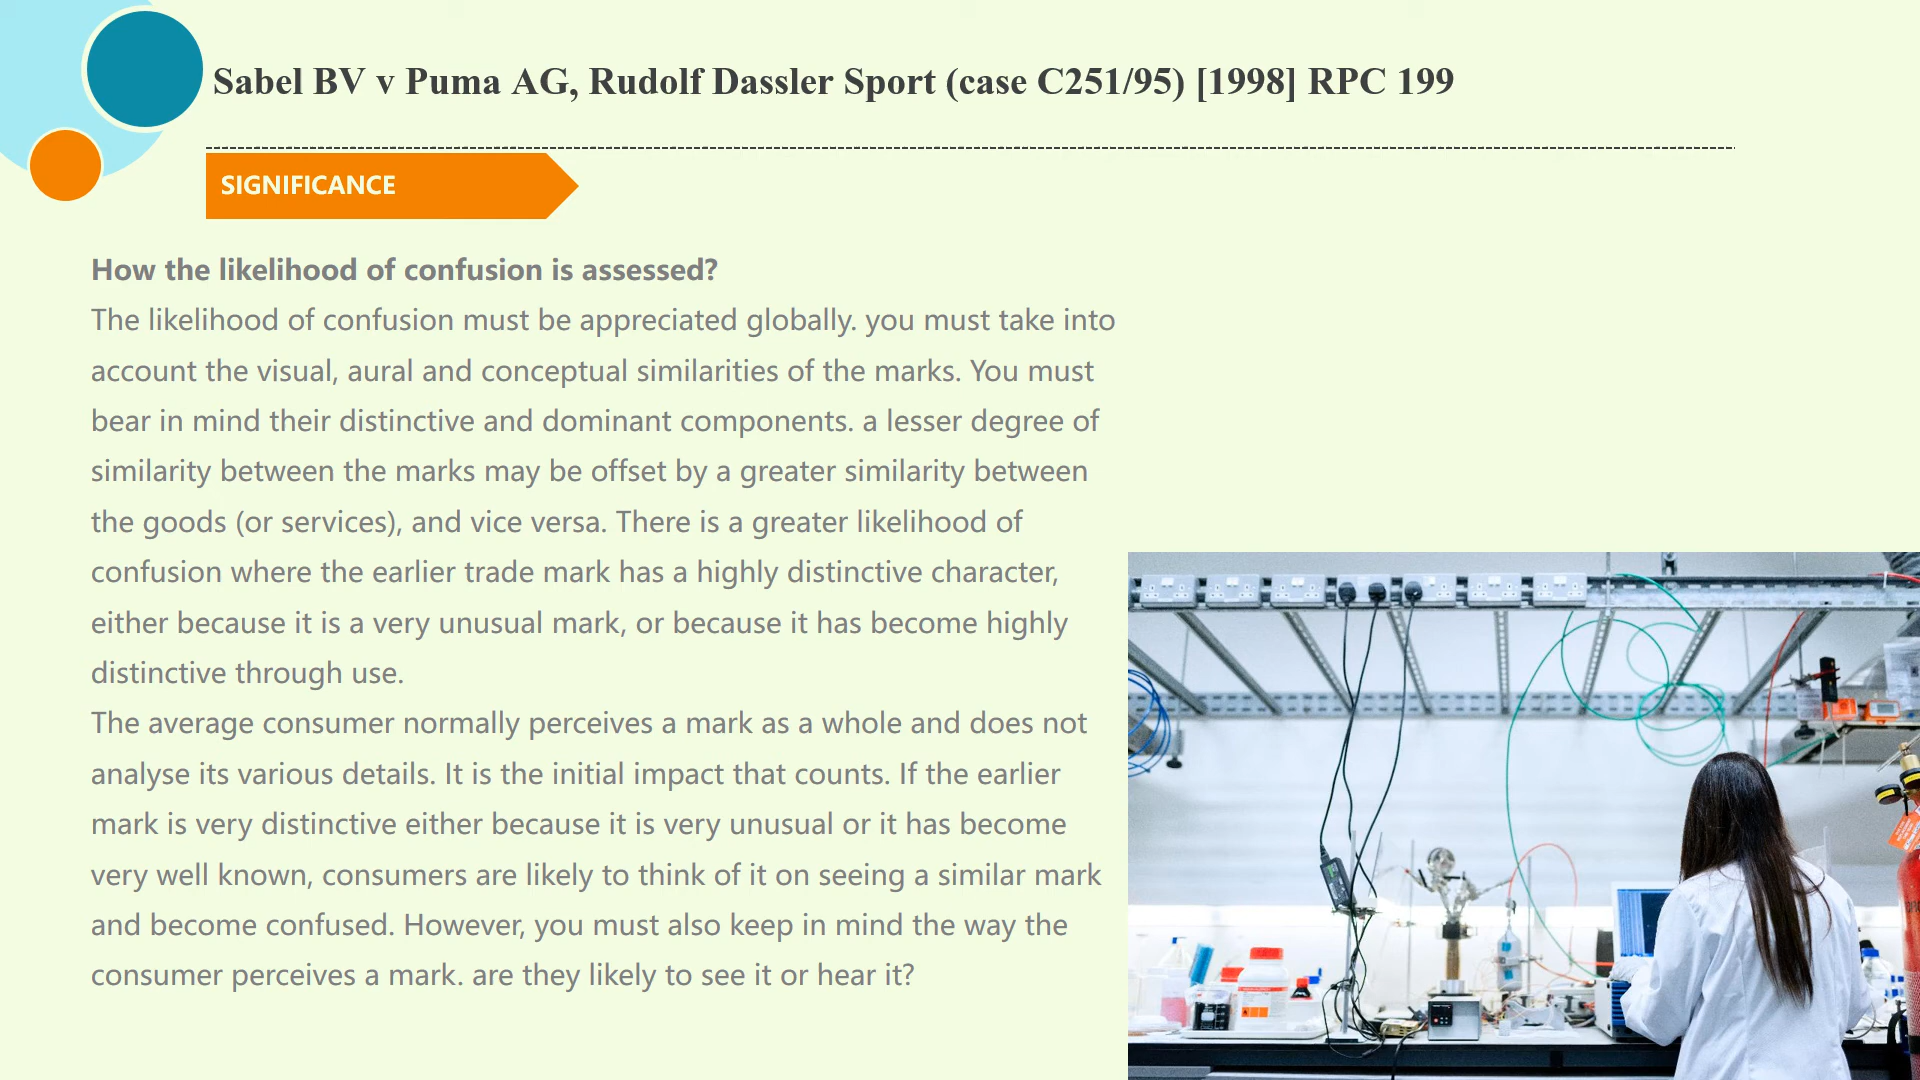 Sabel BV v Puma AG, Rudolf Dassler Sport (case C251/95) [1998] RPC 199
SIGNIFICANCE
How the likelihood of confusion is assessed?
The likelihood of confusion must be appreciated globally. you must take into
account the visual, aural and conceptual similarities of the marks. You must
bear in mind their distinctive and dominant components. a lesser degree of
similarity between the marks may be offset by a greater similarity between
the goods (or services), and vice versa. There is a greater likelihood of
confusion where the earlier trade mark has a highly distinctive character,
either because it is a very unusual mark, or because it has become highly
distinctive through use.
The average consumer normally perceives a mark as a whole and does not
analyse its various details. It is the initial impact that counts. If the earlier
mark is very distinctive either because it is very unusual or it has become
very well known, consumers are likely to think of it on seeing a similar mark
and become confused. However, you must also keep in mind the way the
consumer perceives a mark. are they likely to see it or hear it?